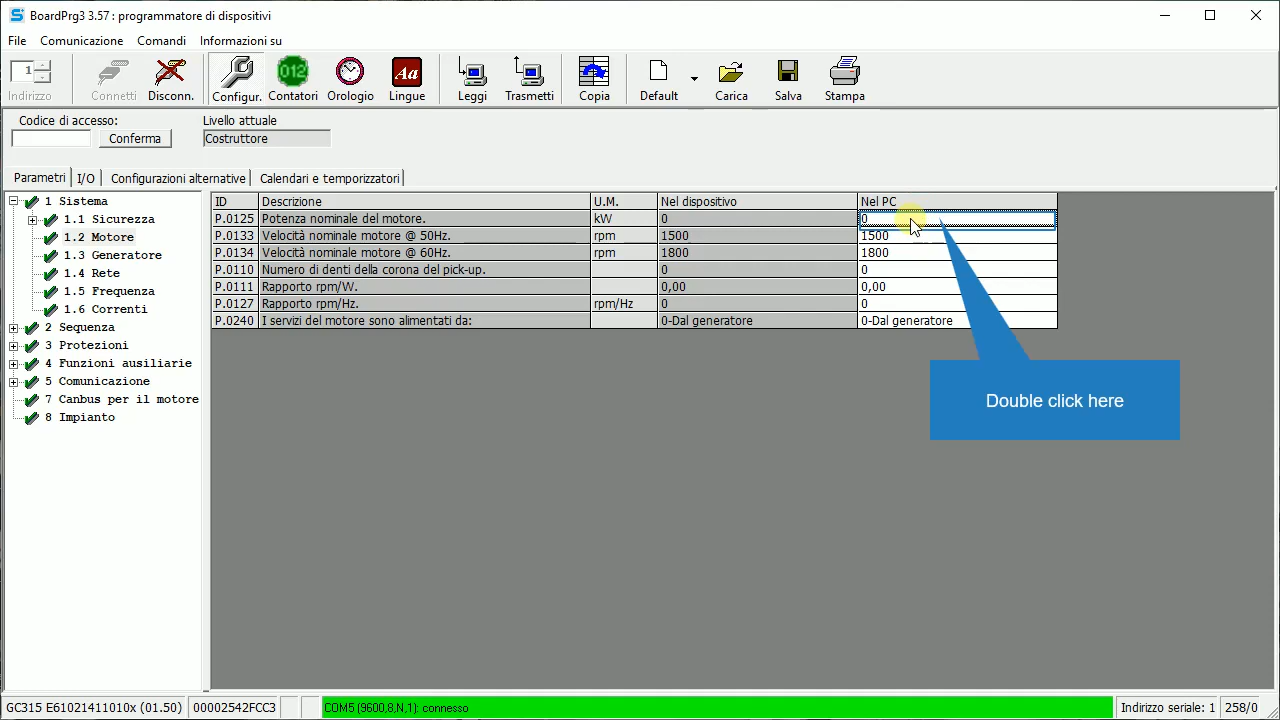 BoardPrg3 3.57 : programmatore di dispositivi
File Comunicazione Comandi Informazioni su
1
Indirizzo Connetti Disconn. Configur. 012 Contatori Orologio Aa Lingue Leggi Trasmetti Copia Default Carica Salva Stampa
Codice di accesso: Livello attuale
Conferma Costruttore
Parametri I/O Configurazioni alternative Calendari e temporizzatori
1 Sistema
1.1 Sicurezza
1.2 Motore
1.3 Generatore
1.4 Rete
1.5 Frequenza
1.6 Correnti
2 Sequenza
3 Protezioni
4 Funzioni ausiliarie
5 Comunicazione
7 Canbus per il motore
8 Impianto
ID Descrizione U.M. Nel dispositivo Nel PC
P.0125 Potenza nominale del motore. kW 0 0
P.0133 Velocità nominale motore @ 50Hz. rpm 1500 1500
P.0134 Velocità nominale motore @ 60Hz. rpm 1800 1800
P.0110 Numero di denti della corona del pick-up. 0 0
P.0111 Rapporto rpm/W. 0,00 0,00
P.0127 Rapporto rpm/Hz. rpm/Hz 0 0
P.0240 I servizi del motore sono alimentati da: 0-Dal generatore 0-Dal generatore
Double click here
GC315 E61021411010x (01.50) 00002542FCC3 COM5 (9600,8,N,1): connesso Indirizzo seriale: 1 258/0